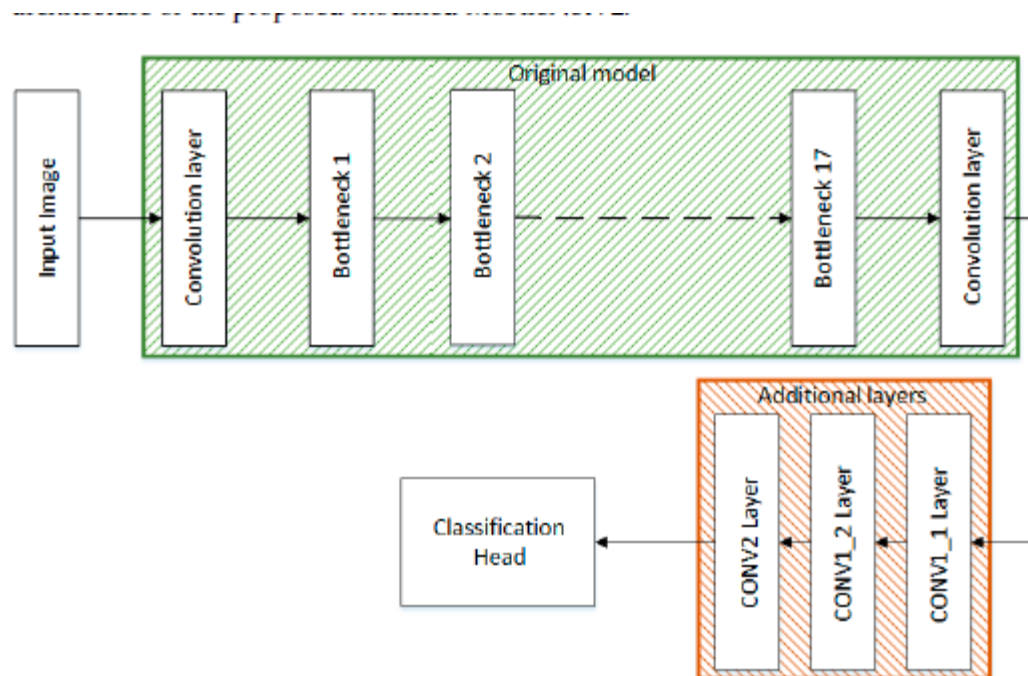 Original model
Input Image
Convolution layer
Bottleneck 1
Bottleneck 2
Bottleneck 17
Convolution layer
Additional layers
Classification
Head
CONV2 Layer
CONV1_2 Layer
CONV1_1 Layer